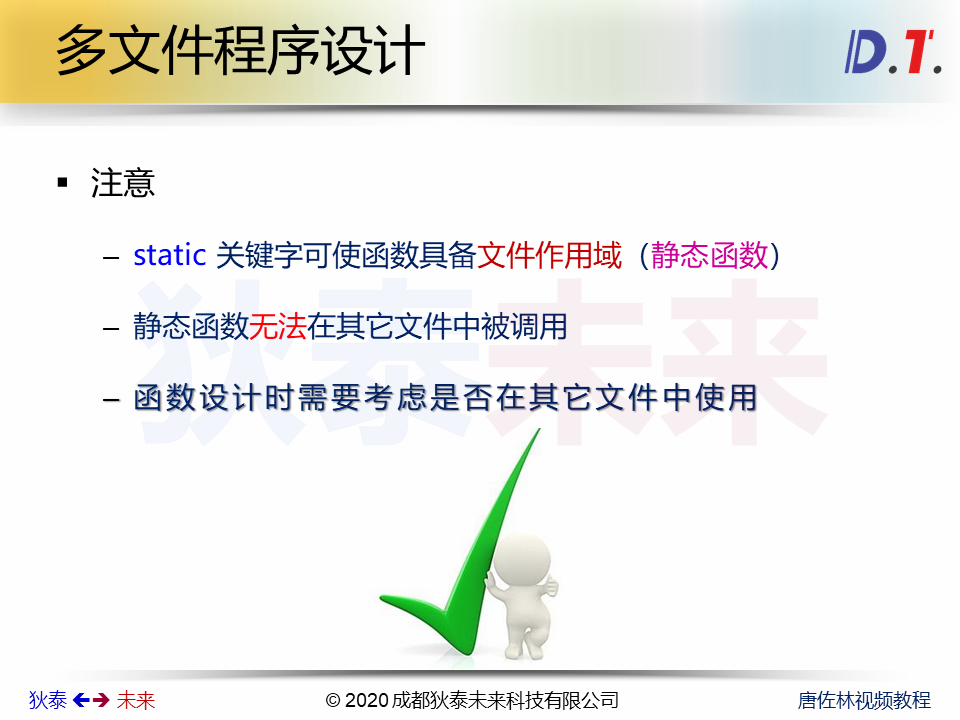 多文件程序设计
D.T.
注意
static 关键字可使函数具备文件作用域（静态函数）
静态函数无法在其它文件中被调用
函数设计时需要考虑是否在其它文件中使用
狄泰未来
狄泰 未来
© 2020 成都狄泰未来科技有限公司
唐佐林视频教程